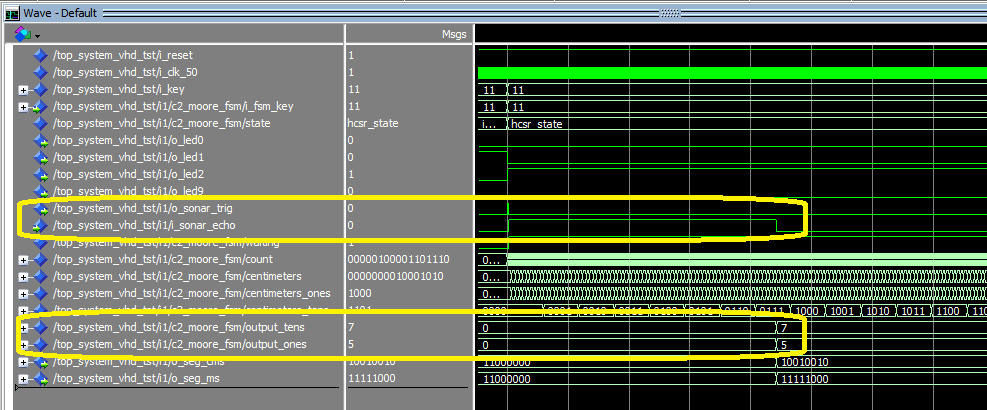 Wave - Default
Msgs
/top_system_vhd_tst/i_reset 1
/top_system_vhd_tst/i_clk_50 1
/top_system_vhd_tst/i_key 11 11 11
/top_system_vhd_tst/i1/c2_moore_fsm/i_fsm_key 11 11 11
/top_system_vhd_tst/i1/c2_moore_fsm/state hcsr_state i... hcsr_state
/top_system_vhd_tst/i1/o_led0 0
/top_system_vhd_tst/i1/o_led1 0
/top_system_vhd_tst/i1/o_led2 1
/top_system_vhd_tst/i1/o_led9 0
/top_system_vhd_tst/i1/o_sonar_trig 0
/top_system_vhd_tst/i1/i_sonar_echo 0
/top_system_vhd_tst/i1/c2_moore_fsm/waiting 1
/top_system_vhd_tst/i1/c2_moore_fsm/count 00000100001101110 0...
/top_system_vhd_tst/i1/c2_moore_fsm/centimeters 0000000010001010 0...
/top_system_vhd_tst/i1/c2_moore_fsm/centimeters_ones 1000 0...
/top_system_vhd_tst/i1/c2_moore_fsm/centimeters_tens 1101 0000 0001 0111 1000 1001 1010 1011 1100
/top_system_vhd_tst/i1/c2_moore_fsm/output_tens 7 0 7
/top_system_vhd_tst/i1/c2_moore_fsm/output_ones 5 0 5
/top_system_vhd_tst/i1/o_seg_cms 10010010 11000000 10010010
/top_system_vhd_tst/i1/o_seg_ms 11111000 11000000 11111000